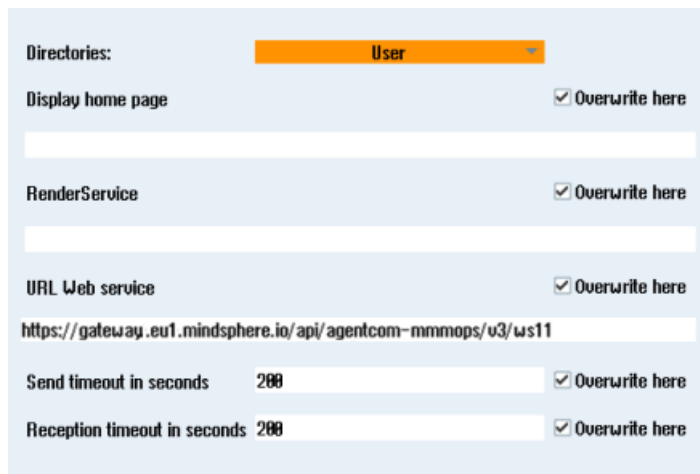 Directories: User
Display home page Overwrite here
RenderService Overwrite here
URL Web service Overwrite here
https://gateway.eu1.mindsphere.io/api/agentcom-mmmops/v3/ws11
Send timeout in seconds 200 Overwrite here
Reception timeout in seconds 200 Overwrite here